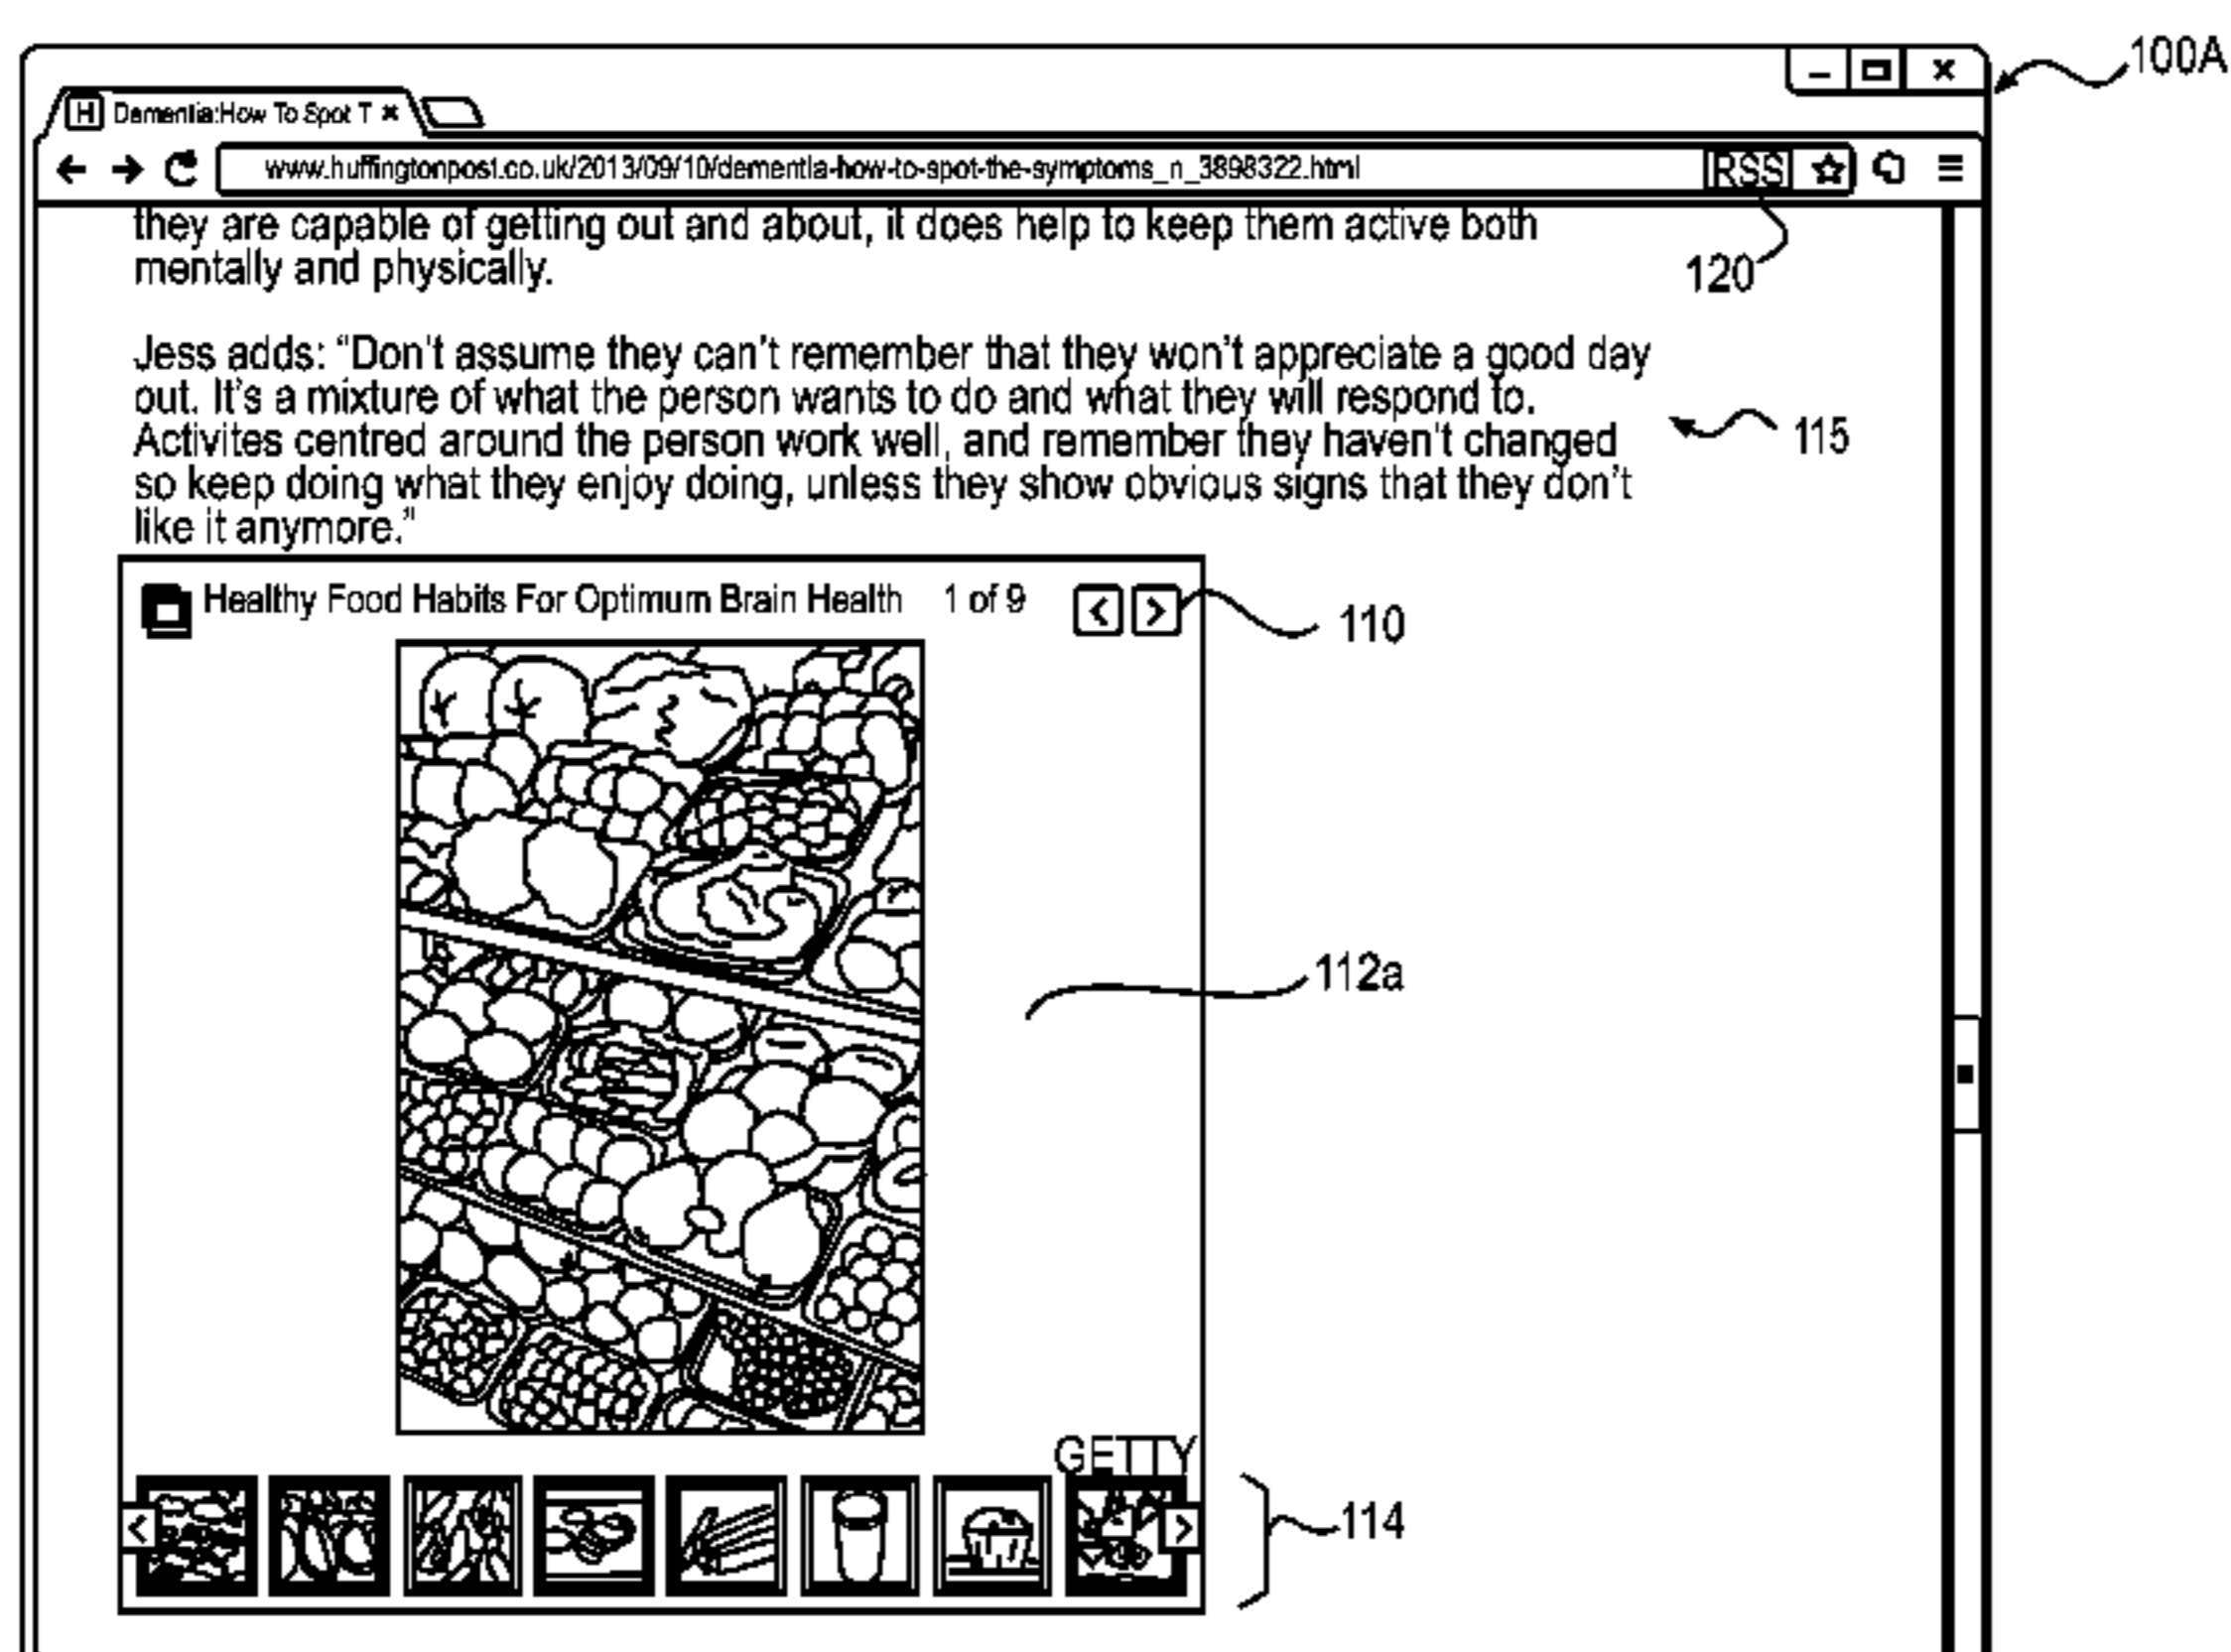 100A
H Dementia:How To Spot T
www.huffingtonpost.co.uk/2013/09/10/dementia-how-to-spot-the-symptoms_n_3898322.html RSS
120
they are capable of getting out and about, it does help to keep them active both
mentally and physically.
Jess adds: “Don't assume they can't remember that they won't appreciate a good day
out. It's a mixture of what the person wants to do and what they will respond to.
Activites centred around the person work well, and remember they haven't changed
so keep doing what they enjoy doing, unless they show obvious signs that they don't
like it anymore.”
115
Healthy Food Habits For Optimum Brain Health 1 of 9
110
112a
GETTY
114